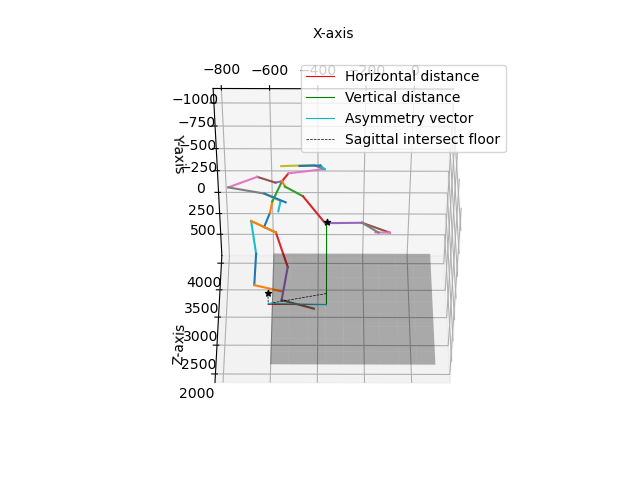 X-axis
−800 −600 −400 −200 0
Horizontal distance
Vertical distance
Asymmetry vector
Sagittal intersect floor
Y-axis
−1000
−750
−500
−250
0
250
500
Z-axis
4000
3500
3000
2500
2000